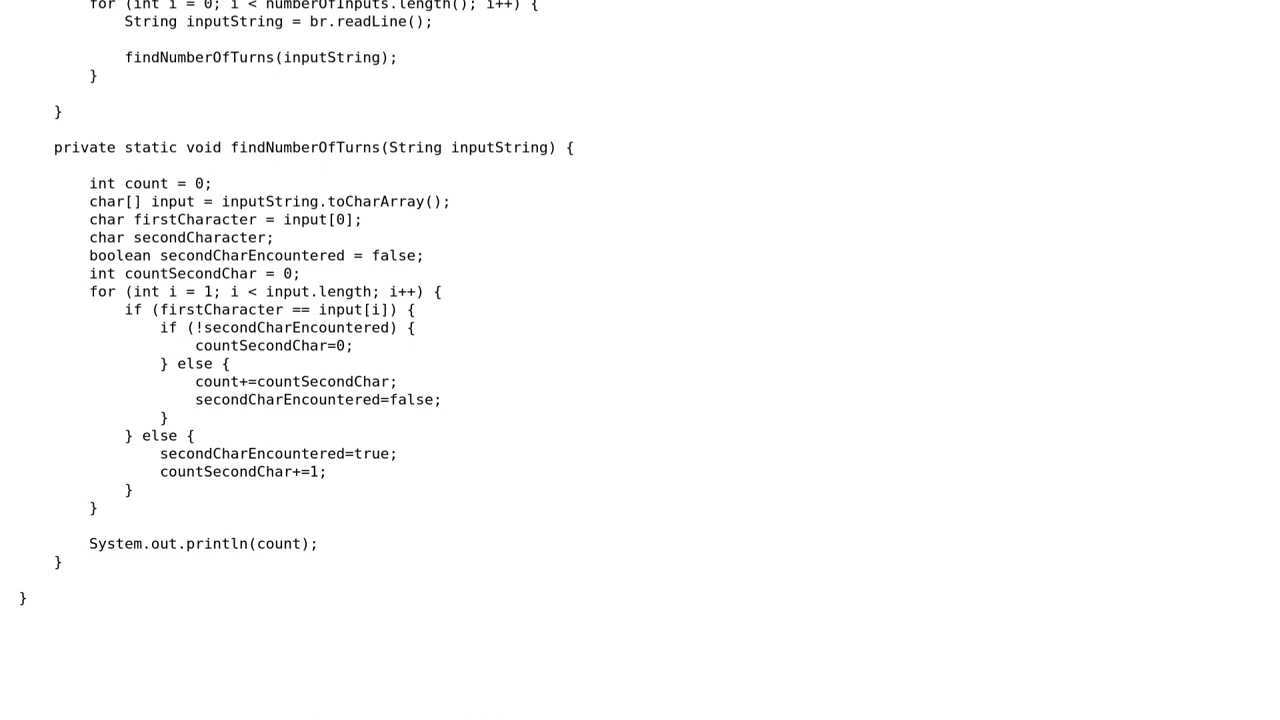 for (int i = 0; i < numberOfInputs.length(); i++) {
String inputString = br.readLine();
findNumberOfTurns(inputString);
}
}
private static void findNumberOfTurns(String inputString) {
int count = 0;
char[] input = inputString.toCharArray();
char firstCharacter = input[0];
char secondCharacter;
boolean secondCharEncountered = false;
int countSecondChar = 0;
for (int i = 1; i < input.length; i++) {
if (firstCharacter == input[i]) {
if (!secondCharEncountered) {
countSecondChar=0;
} else {
count+=countSecondChar;
secondCharEncountered=false;
}
} else {
secondCharEncountered=true;
countSecondChar+=1;
}
}
System.out.println(count);
}
}